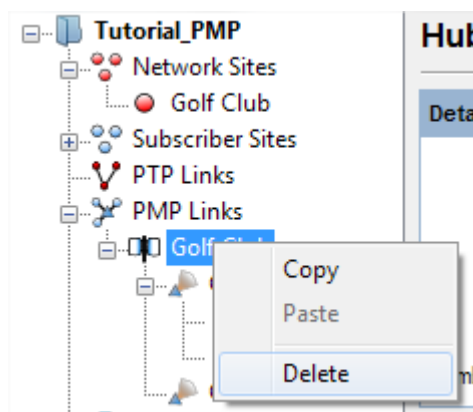 Tutorial_PMP
Network Sites
Golf Club
Subscriber Sites
PTP Links
PMP Links
Golf Club
Copy
Paste
Delete
Hub
Deta